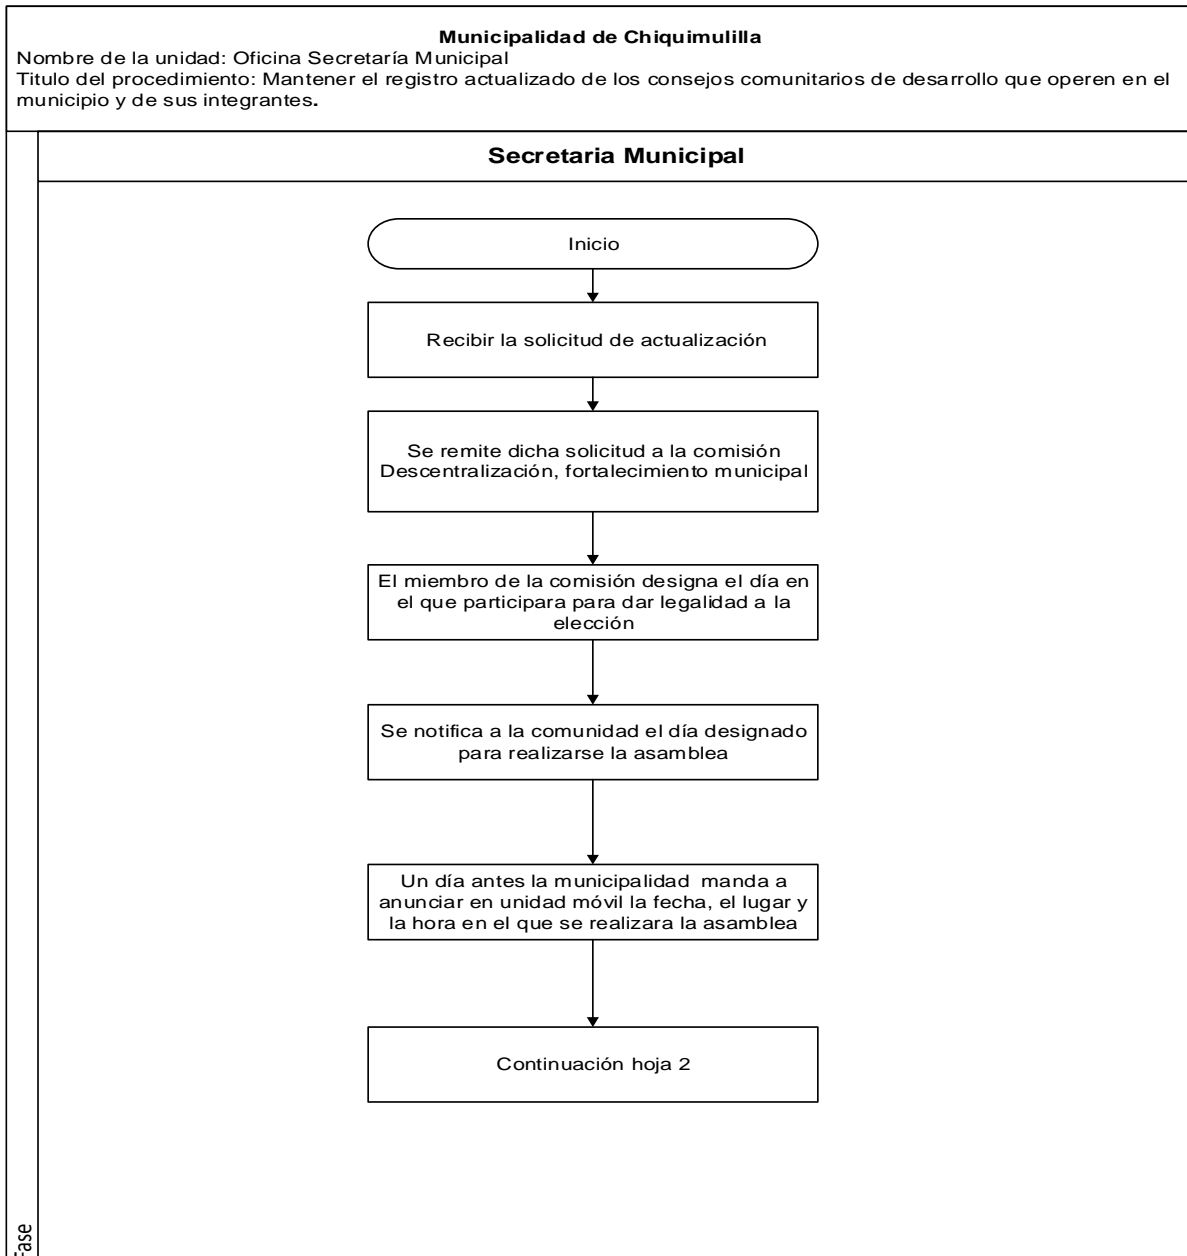 Municipalidad de Chiquimulilla
Nombre de la unidad: Oficina Secretaría Municipal
Titulo del procedimiento: Mantener el registro actualizado de los consejos comunitarios de desarrollo que operen en el
municipio y de sus integrantes.
Secretaria Municipal
Inicio
Recibir la solicitud de actualización
Se remite dicha solicitud a la comisión
Descentralización, fortalecimiento municipal
El miembro de la comisión designa el día en
el que participara para dar legalidad a la
elección
Se notifica a la comunidad el día designado
para realizarse la asamblea
Un día antes la municipalidad manda a
anunciar en unidad móvil la fecha, el lugar y
la hora en el que se realizara la asamblea
Continuación hoja 2
Fase